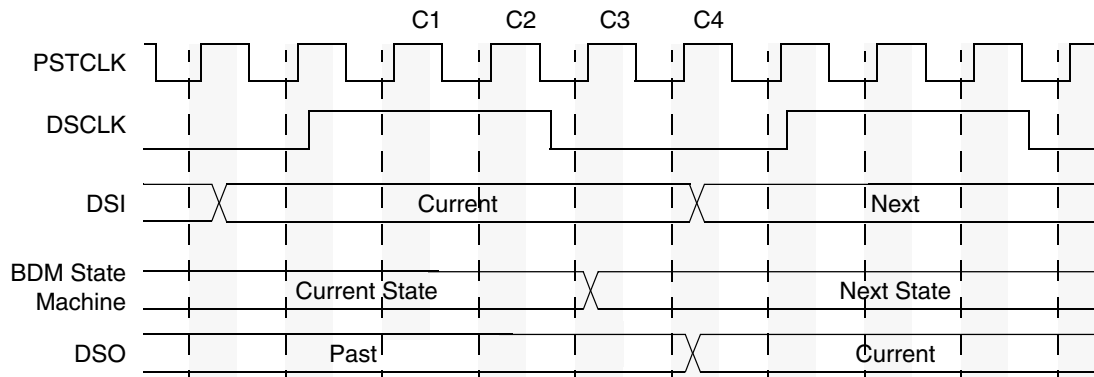 C1 C2 C3 C4
PSTCLK
DSCLK
DSI Current Next
BDM State
Machine Current State Next State
DSO Past Current